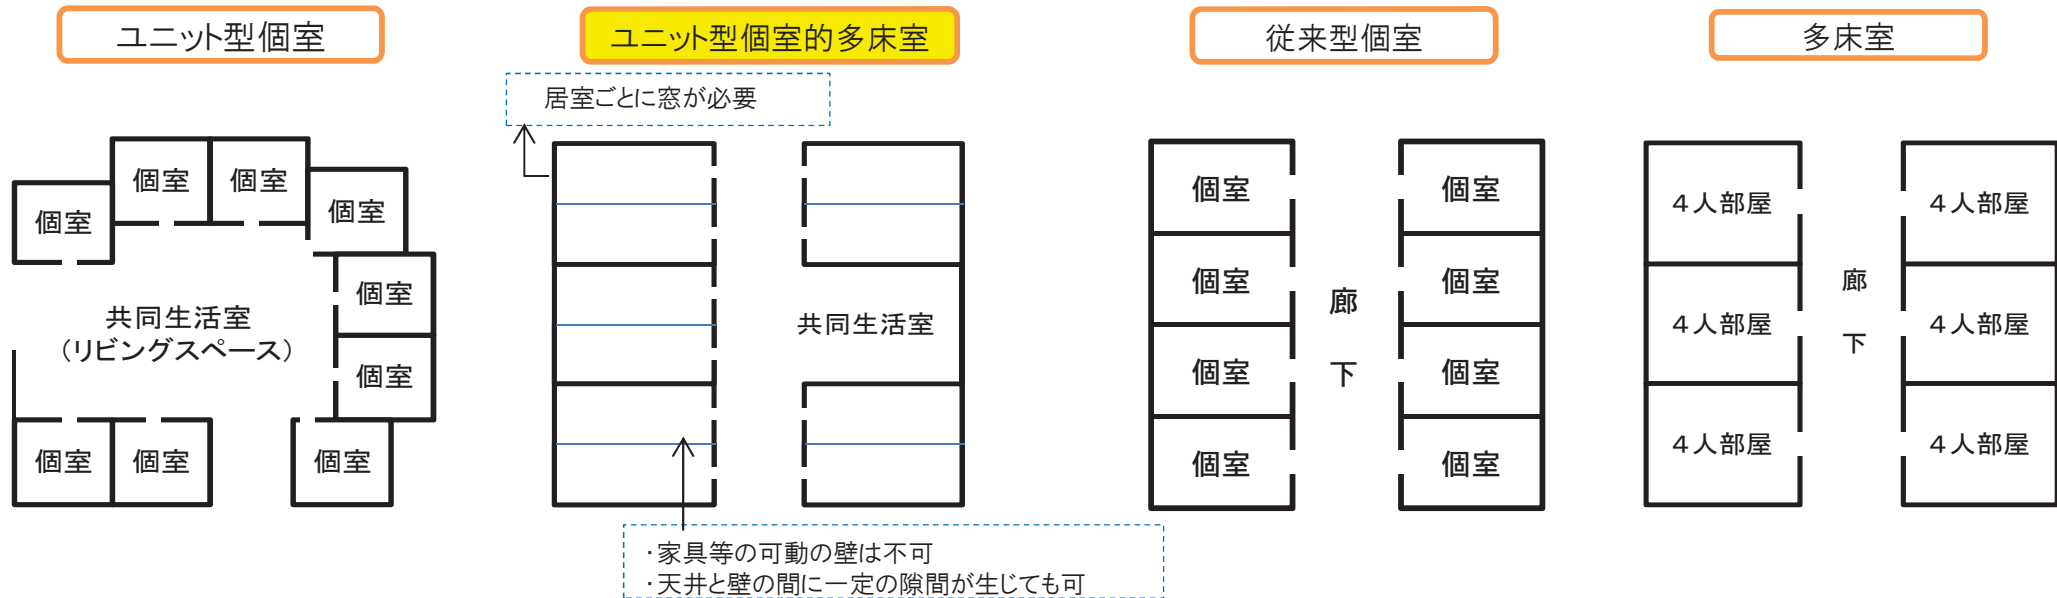 ユニット型個室
ユニット型個室的多床室
従来型個室
多床室
居室ごとに窓が必要
個室
個室
個室
個室
個室
個室
個室
個室
個室
共同生活室
（リビングスペース）
共同生活室
・家具等の可動の壁は不可
・天井と壁の間に一定の隙間が生じても可
個室
個室
個室
個室
廊
下
個室
個室
個室
個室
４人部屋
４人部屋
４人部屋
廊
下
４人部屋
４人部屋
４人部屋